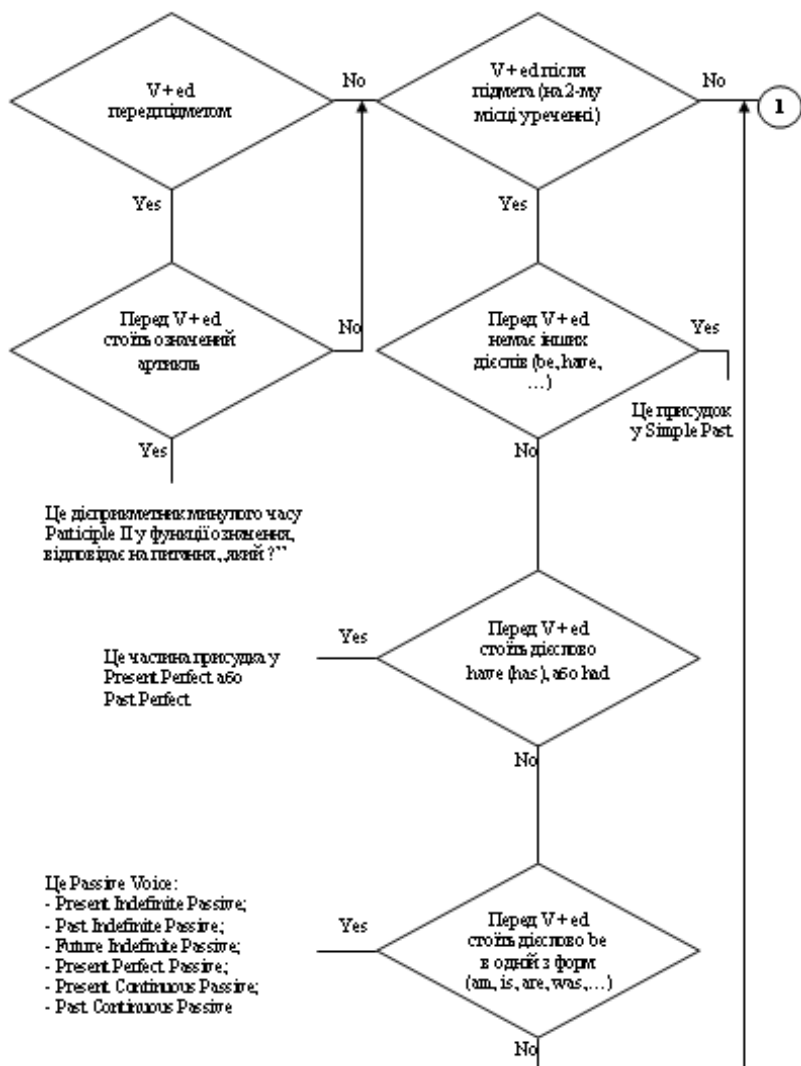 V + ed
перед підметом
No
Yes
V + ed після
підмета (на 2-му
місці у реченні)
No
1
Yes
Перед V + ed
стоїть означений
артикль
No
Yes
Перед V + ed
немає інших
дієслів (be, have,
…)
Yes
No
Це присудок
у Simple Past
Це дієприкметник минулого часу
Participle II у функції означення,
відповідає на питання „який ?”
Перед V + ed
стоїть дієслово
have (has), або had
Yes
No
Це частина присудка у
Present Perfect або
Past Perfect
Це Passive Voice:
- Present Indefinite Passive;
- Past Indefinite Passive;
- Future Indefinite Passive;
- Present Perfect Passive;
- Present Continuous Passive;
- Past Continuous Passive
Yes
Перед V + ed
стоїть дієслово be
в одній з форм
(am, is, are, was, …)
No